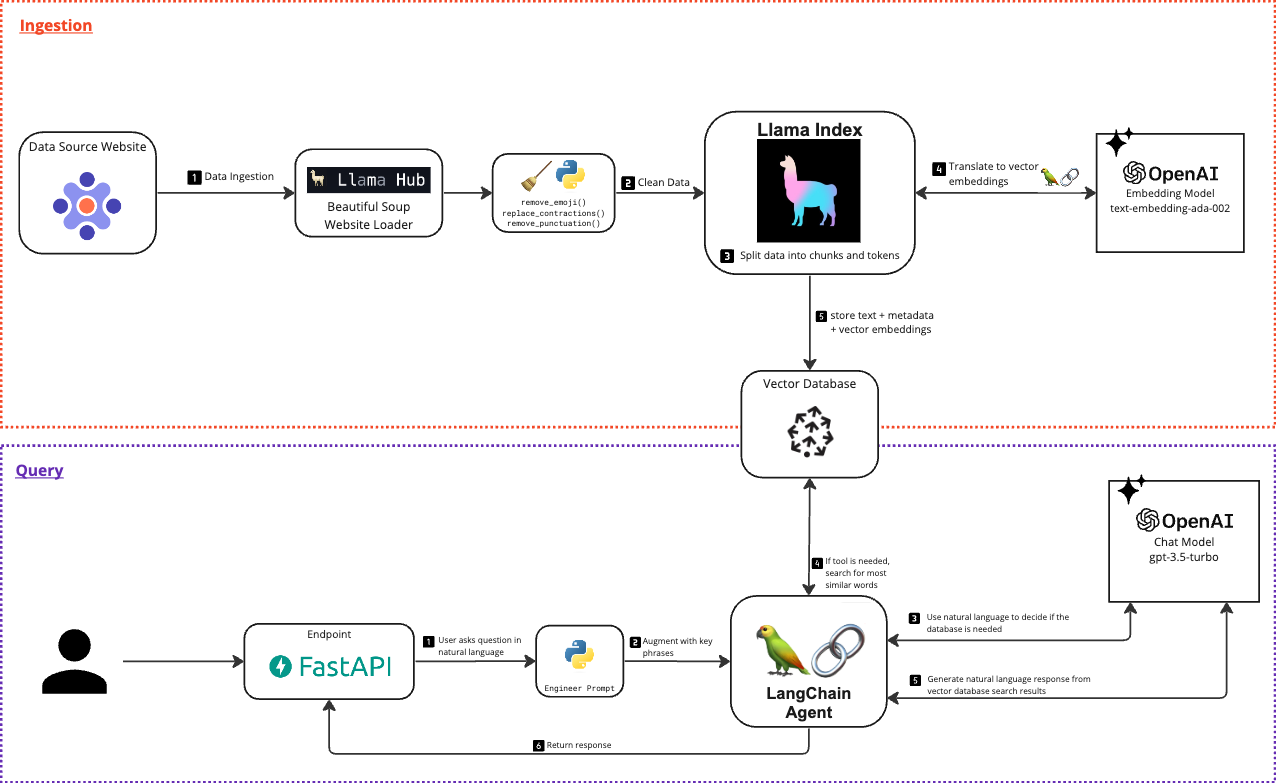 Ingestion
Data Source Website
1 Data Ingestion
Llama Hub
Beautiful Soup
Website Loader
remove_emoji()
replace_contractions()
remove_punctuation()
2 Clean Data
Llama Index
3 Split data into chunks and tokens
4 Translate to vector
embeddings
OpenAI
Embedding Model
text-embedding-ada-002
5 store text + metadata
+ vector embeddings
Vector Database
Query
Endpoint
FastAPI
1 User asks question in
natural language
Engineer Prompt
2 Augment with key
phrases
4 If tool is needed,
search for most
similar words
LangChain
Agent
3 Use natural language to decide if the
database is needed
OpenAI
Chat Model
gpt-3.5-turbo
5 Generate natural language response from
vector database search results
6 Return response